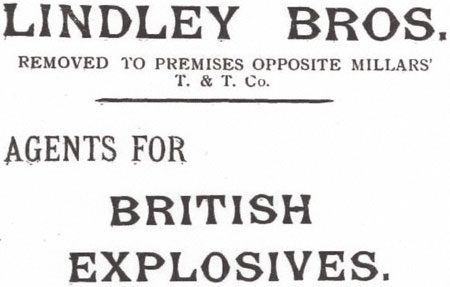 LINDLEY BROS.
REMOVED TO PREMISES OPPOSITE MILLARS'
T. & T. Co.
AGENTS FOR
BRITISH
EXPLOSIVES.